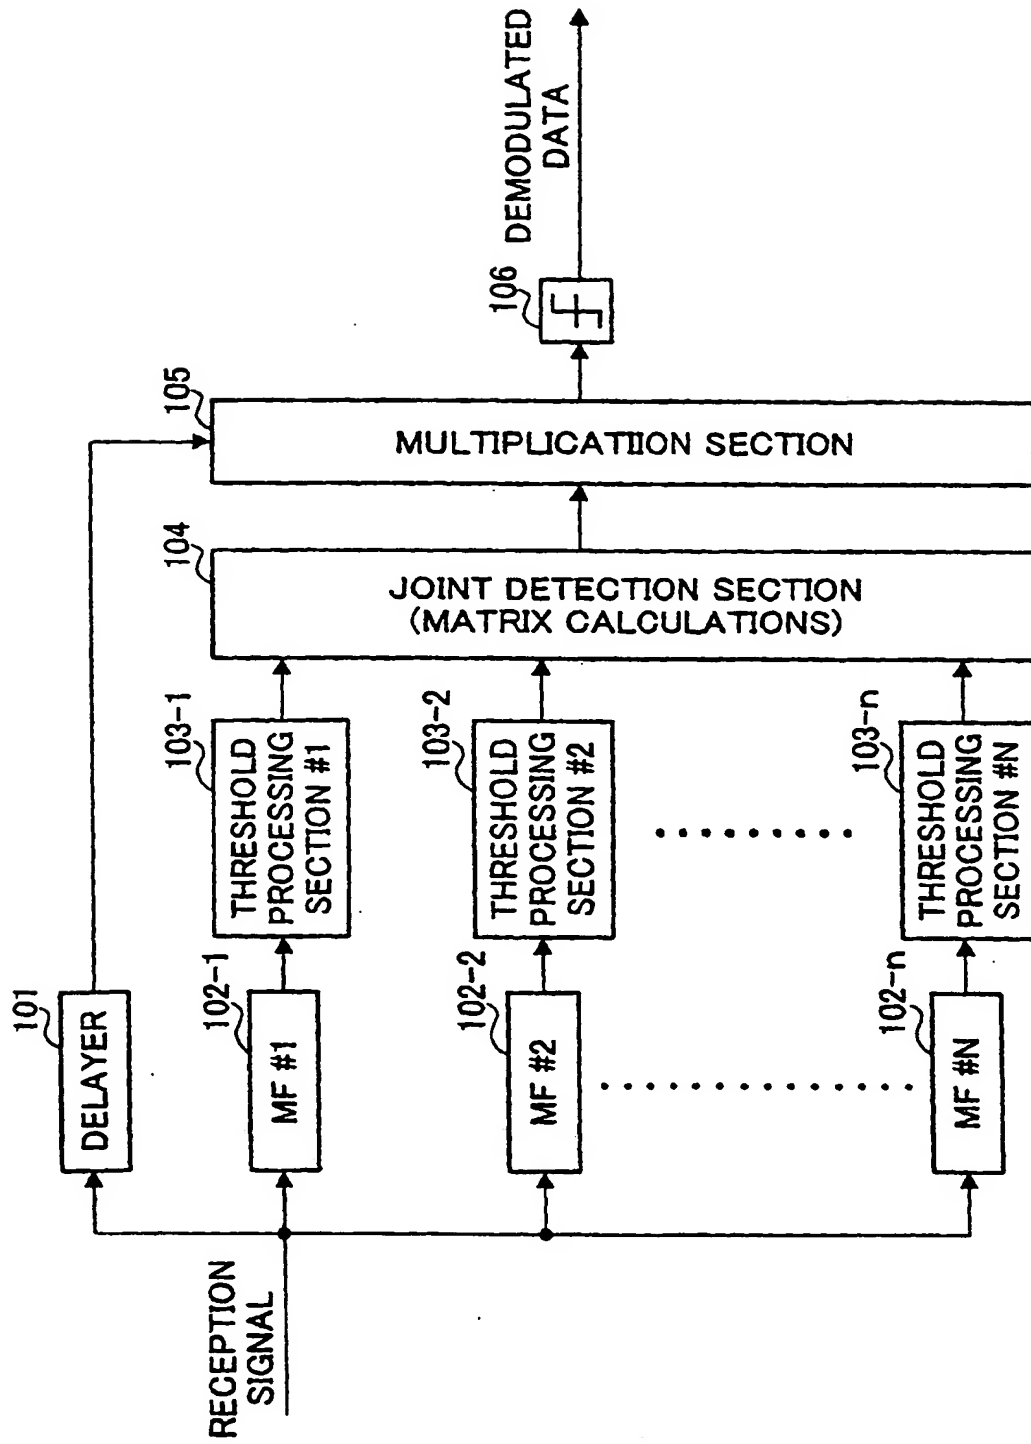 RECEPTION
SIGNAL
101
DELAYER
102-1
MF #1
103-1
THRESHOLD
PROCESSING
SECTION #1
102-2
MF #2
103-2
THRESHOLD
PROCESSING
SECTION #2
102-n
MF #N
103-n
THRESHOLD
PROCESSING
SECTION #N
104
JOINT DETECTION SECTION
(MATRIX CALCULATIONS)
105
MULTIPLICATIION SECTION
106
DEMODULATED
DATA